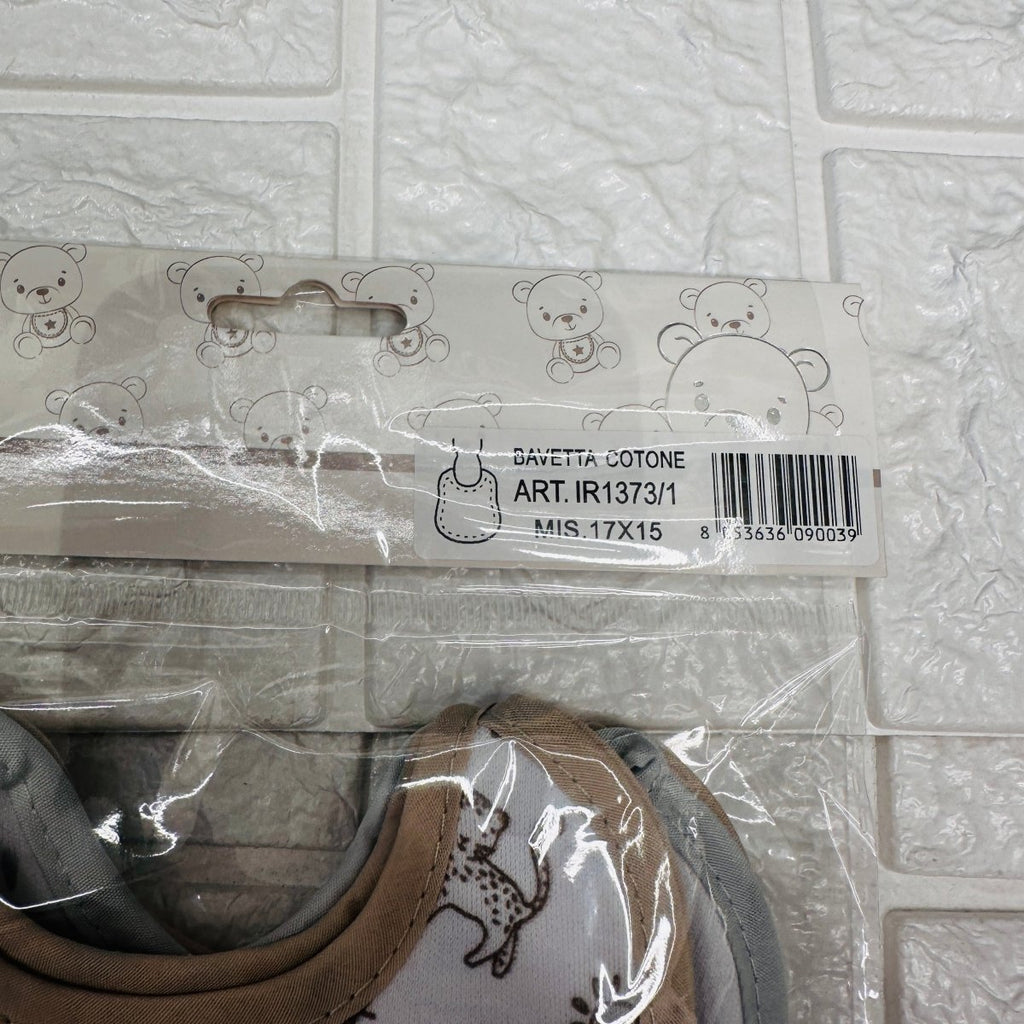 BAVETTA COTONE
ART. IR1373/1
MIS.17X15
8 053636 090039